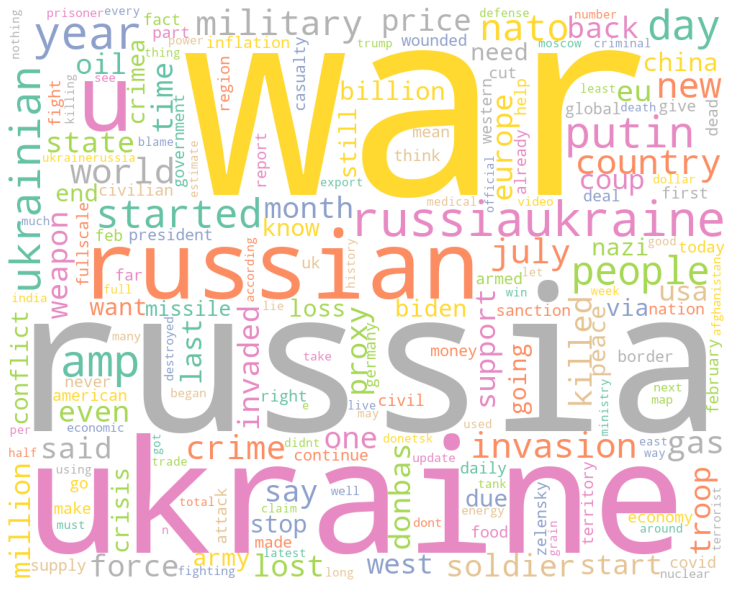 prisoner
every
fact
part
military
price
nato
back
day
year
u
war
nothing
crimea
inflation
wounded
casualty
power
trump
defense
number
moscow
criminal
thing
oil
region
need
cut
china
see
killing
time
fight
billion
eu
new
dead
ukrainian
state
government
still
mean
europe
official
Western
help
global
death
give
ukrainerussia
blame
report
think
already
least
putin
world
estimate
export
country
much
end
civilian
medical
video
coup
dollar
deal
first
started
month
russiaukraine
weapon
fullscale
feb
president
know
russian
july
nazi
good
today
far
uk
history
according
armed
let
people
india
full
want
missile
loss
biden
win
week
usa
afghanistan
conflict
many
last
invaded
lie
proxy
sanction
via
nation
russia
amp
destroyed
take
germany
support
going
killed
peace
border
never
began
money
february
american
right
civil
e
live
may
used
ministry
next
map
even
economic
per
said
crime
one
didnt
donetsk
invasion
gas
east
way
half
got
trade
continue
update
ukraine
using
crisis
say
donbas
daily
tank
due
territory
troop
million
go
make
must
n
total
attack
stop
claim
well
dont
energy
food
zelensky
economy
around
terrorist
made
latest
supply
force
fighting
army
lost
long
west
soldier
grain
start
covid
nuclear